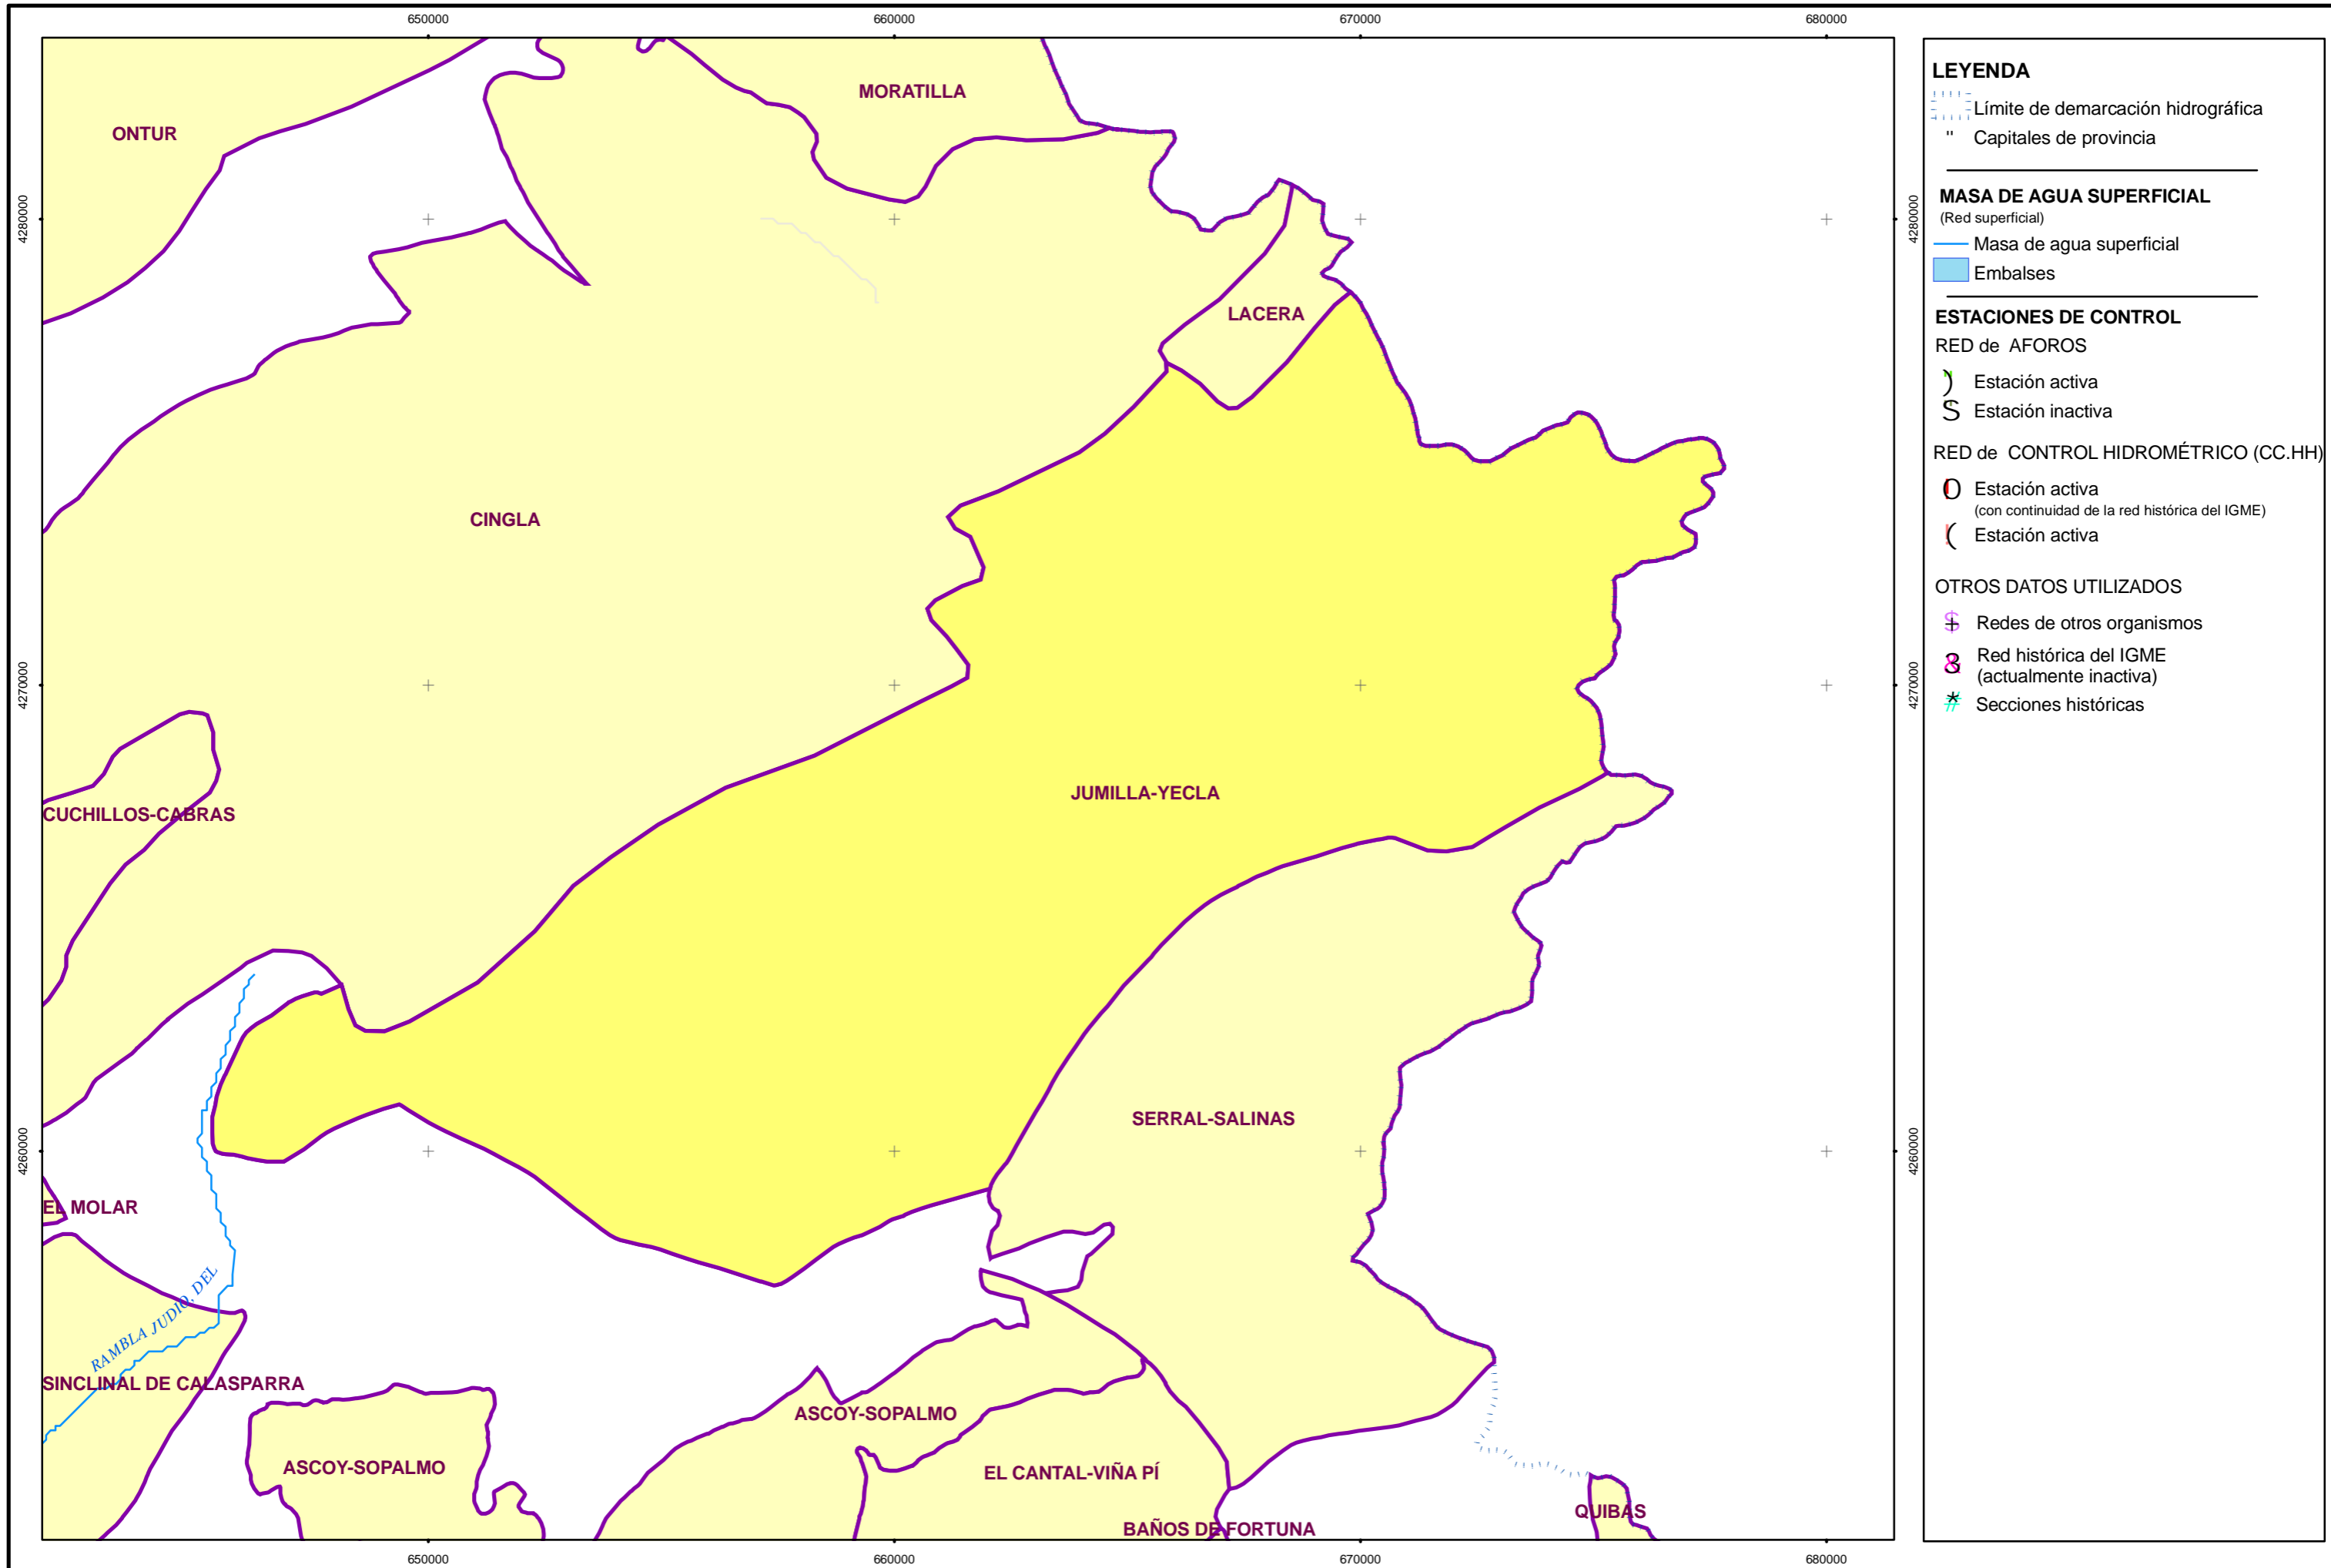 650000
660000
670000
680000
MORATILLA
ONTUR
4280000
4280000
LACERA
CINGLA
4270000
4270000
JUMILLA-YECLA
CUCHILLOS-CABRAS
SERRAL-SALINAS
4260000
4260000
EL MOLAR
RAMBLA JUDIO, DEL
SINCLINAL DE CALASPARRA
ASCOY-SOPALMO
ASCOY-SOPALMO
EL CANTAL-VIÑA PÍ
QUIBAS
BAÑOS DE FORTUNA
650000
660000
670000
680000
LEYENDA
Límite de demarcación hidrográfica
" Capitales de provincia
MASA DE AGUA SUPERFICIAL
(Red superficial)
Masa de agua superficial
Embalses
ESTACIONES DE CONTROL
RED de AFOROS
) Estación activa
S Estación inactiva
RED de CONTROL HIDROMÉTRICO (CC.HH)
Estación activa
(con continuidad de la red histórica del IGME)
( Estación activa
OTROS DATOS UTILIZADOS
Redes de otros organismos
Red histórica del IGME
(actualmente inactiva)
Secciones históricas